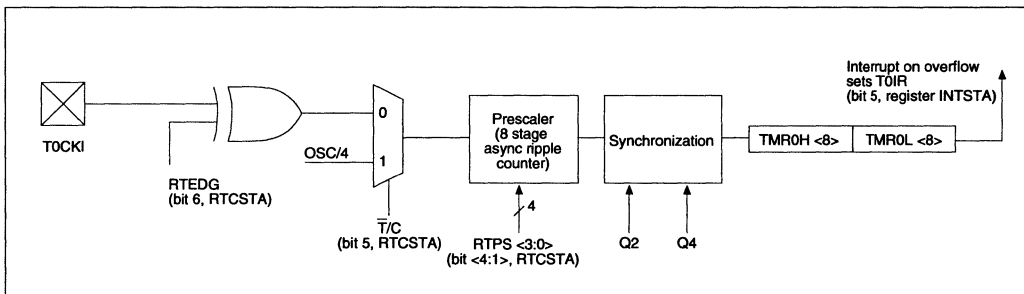 T0CKI
RTEDG
(bit 6, RTCSTA)
0
OSC/4
1
T̅/C
(bit 5, RTCSTA)
Prescaler
(8 stage
async ripple
counter)
4
RTPS <3:0>
(bit <4:1>, RTCSTA)
Synchronization
Q2
Q4
TMR0H <8>
TMR0L <8>
Interrupt on overflow
sets T0IR
(bit 5, register INTSTA)